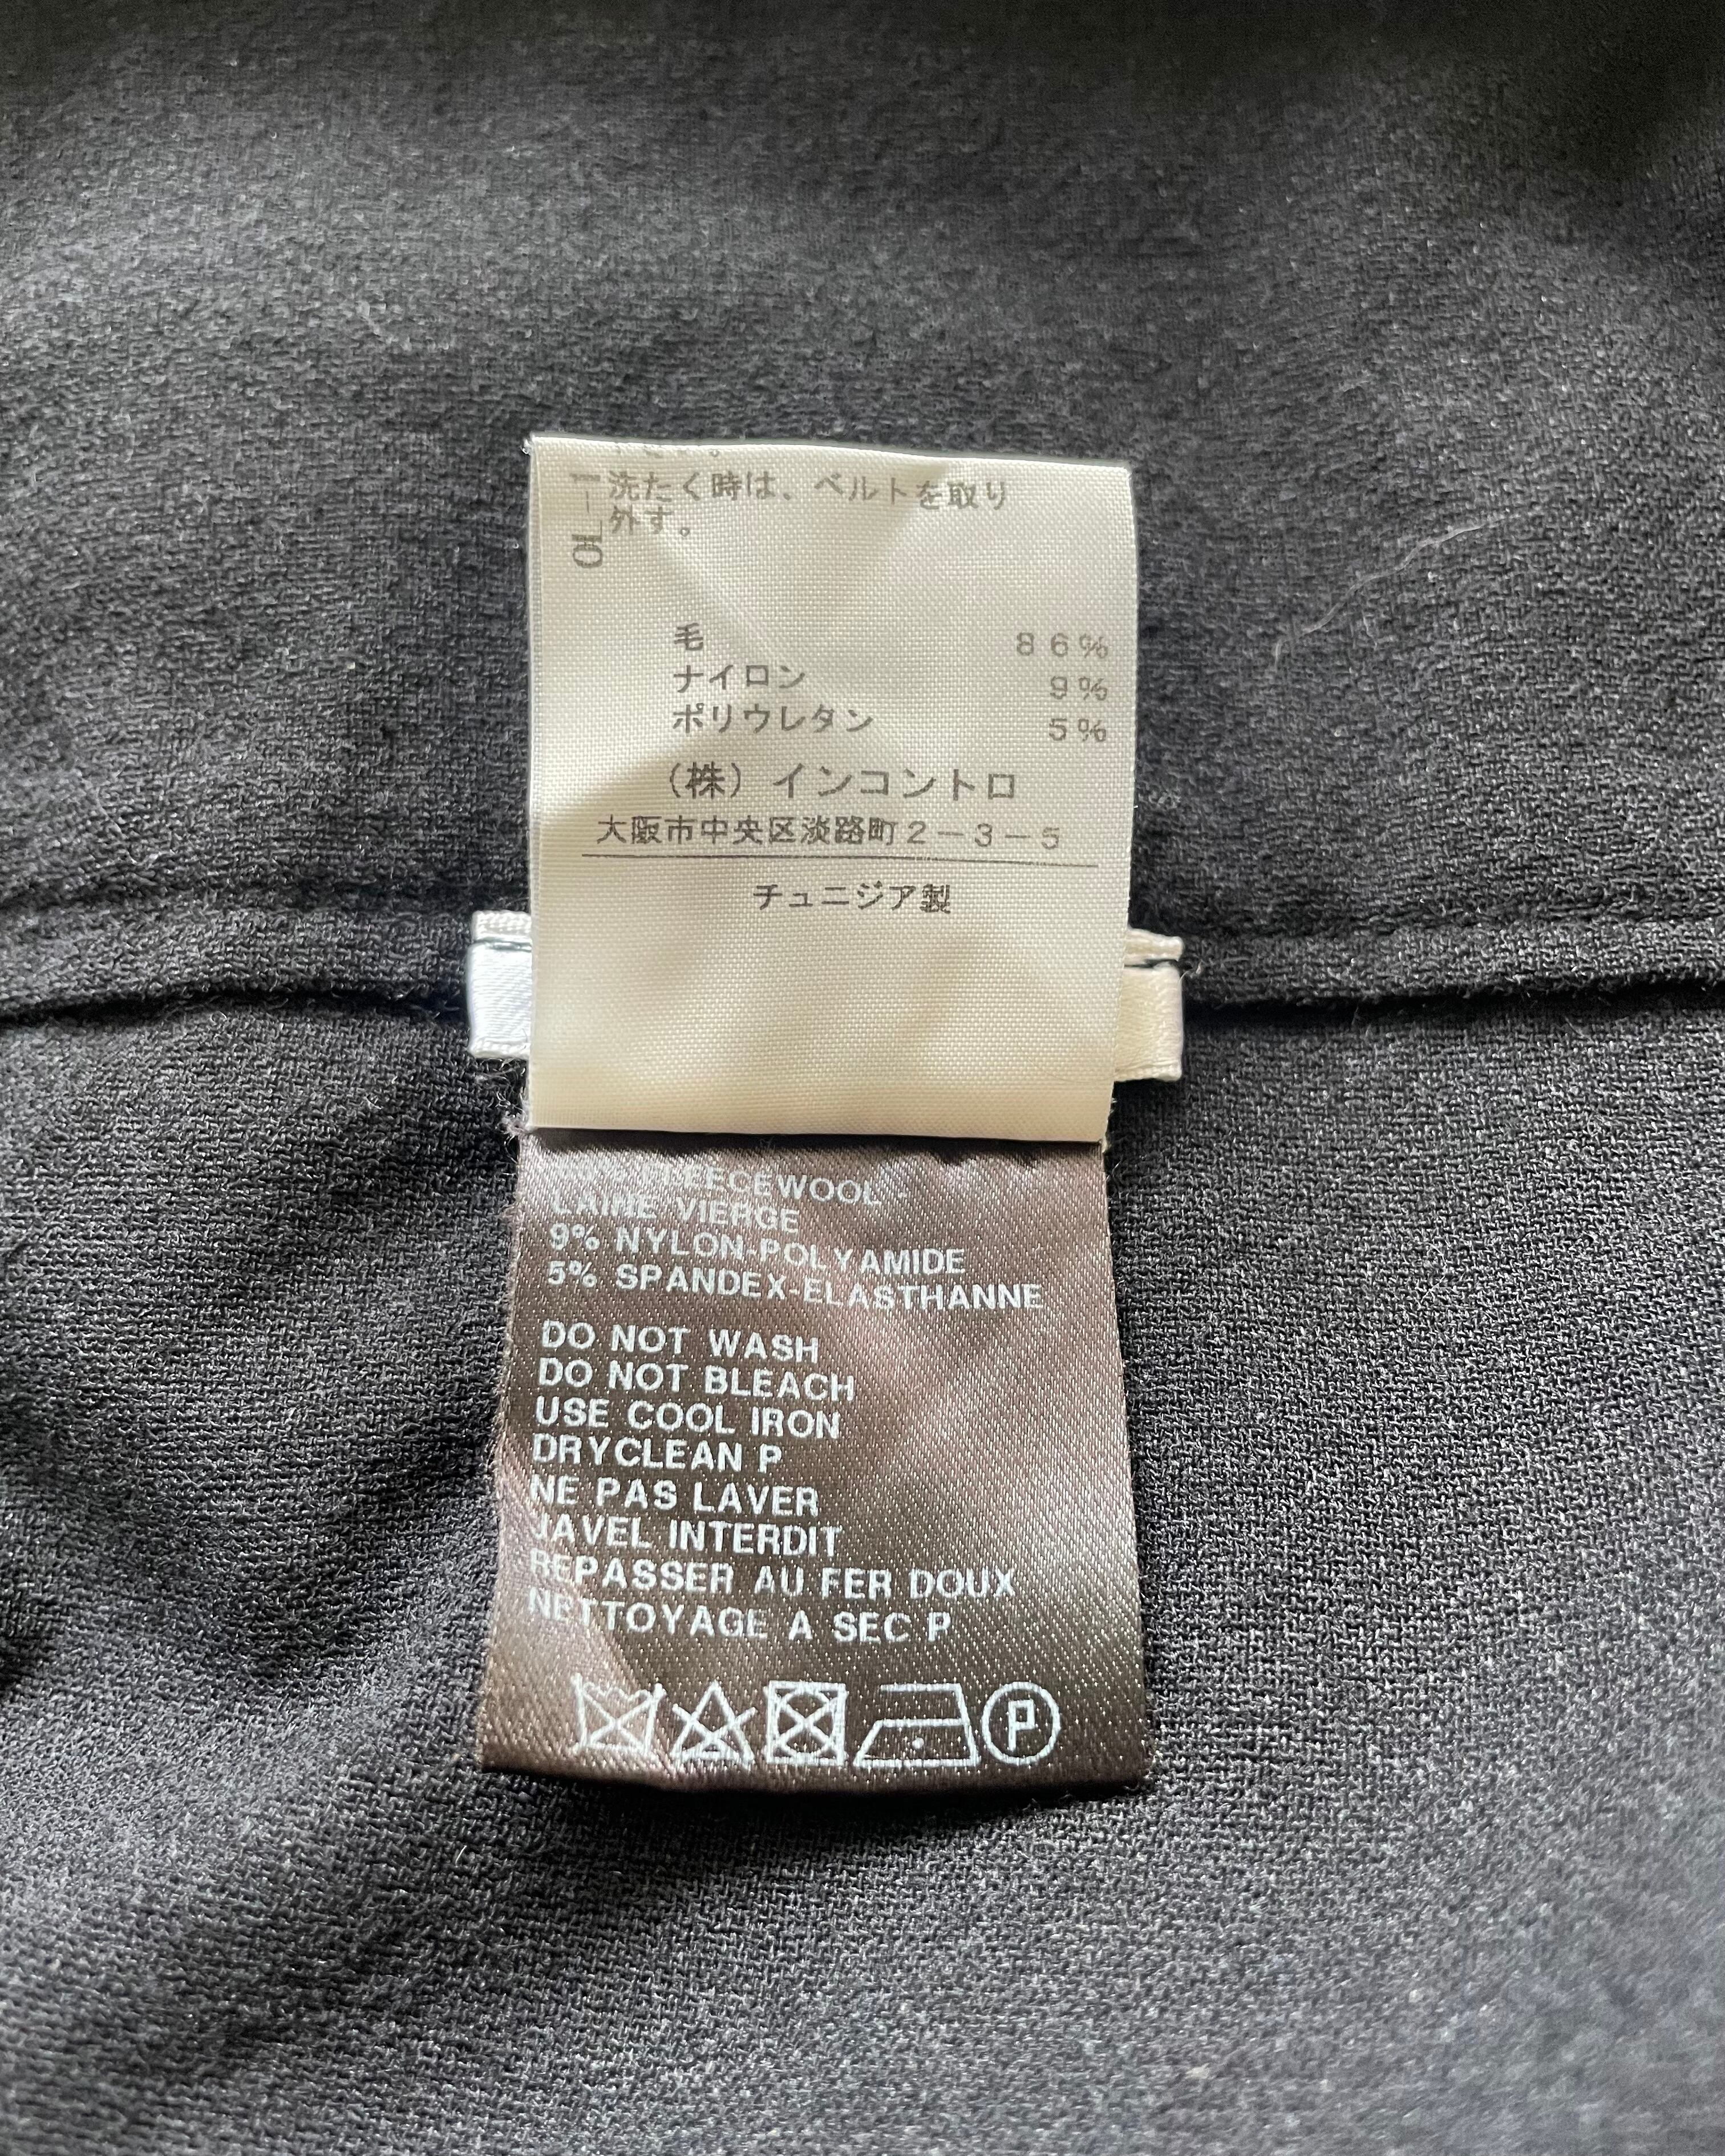 洗たく時は、ベルトを取り
外す。
OL-1
毛 86%
ナイロン 9%
ポリウレタン 5%
(株)インコントロ
大阪市中央区淡路町2-3-5
チュニジア製
FLEECEWOOL-
LAINE VIERGE
9% NYLON-POLYAMIDE
5% SPANDEX-ELASTHANNE
DO NOT WASH
DO NOT BLEACH
USE COOL IRON
DRYCLEAN P
NE PAS LAVER
JAVEL INTERDIT
REPASSER AU FER DOUX
NETTOYAGE A SEC P
P